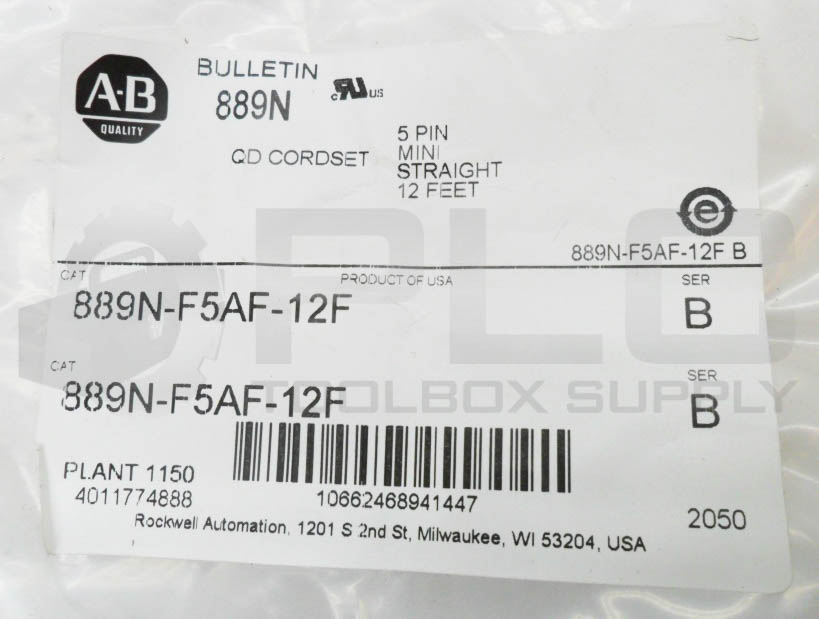 A-B
QUALITY
BULLETIN
889N
c RU US
QD CORDSET
5 PIN
MINI
STRAIGHT
12 FEET
e
889N-F5AF-12F B
CAT
PRODUCT OF USA
SER
889N-F5AF-12F
B
PLC
TOOLBOX SUPPLY
CAT
SER
889N-F5AF-12F
B
PLANT 1150
4011774888
10662468941447
2050
Rockwell Automation, 1201 S 2nd St, Milwaukee, WI 53204, USA